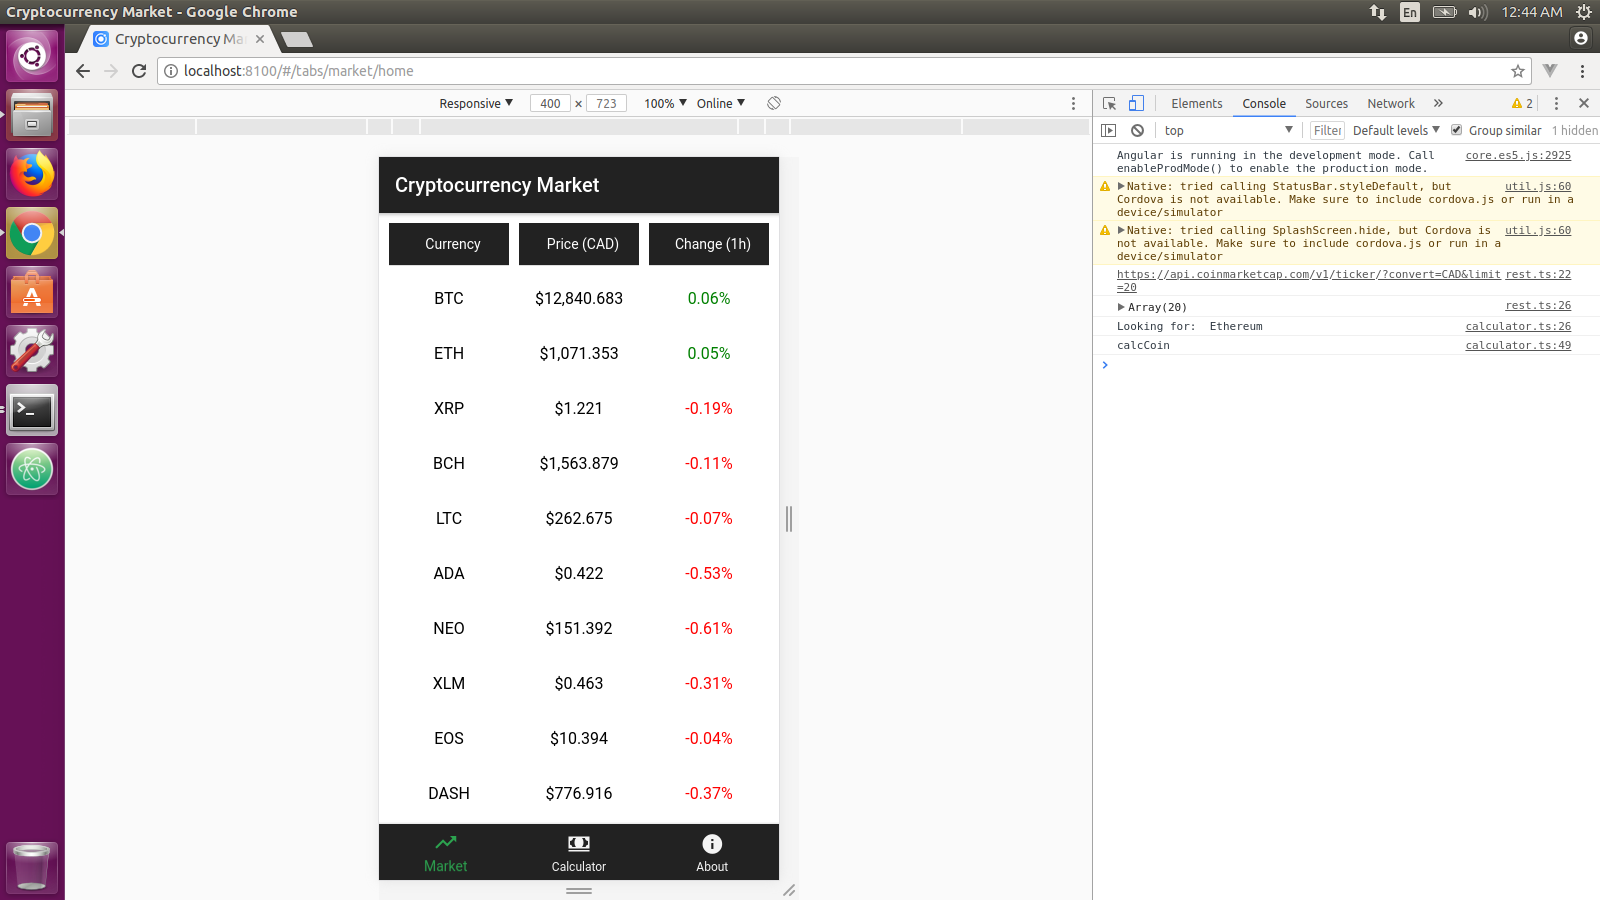 Cryptocurrency Market - Google Chrome
En
12:44 AM
Cryptocurrency Ma
localhost:8100/#/tabs/market/home
Responsive ▼ 400 × 723 100% ▼ Online ▼
Elements Console Sources Network » 2
top ▼ Filter Default levels ▼ Group similar 1 hidden
Angular is running in the development mode. Call core.es5.js:2925
enableProdMode() to enable the production mode.
Native: tried calling StatusBar.styleDefault, but util.js:60
Cordova is not available. Make sure to include cordova.js or run in a
device/simulator
Native: tried calling SplashScreen.hide, but Cordova is util.js:60
not available. Make sure to include cordova.js or run in a
device/simulator
https://api.coinmarketcap.com/v1/ticker/?convert=CAD&limit rest.ts:22
=20
Array(20) rest.ts:26
Looking for: Ethereum calculator.ts:26
calcCoin calculator.ts:49
Cryptocurrency Market
Currency Price (CAD) Change (1h)
BTC $12,840.683 0.06%
ETH $1,071.353 0.05%
XRP $1.221 -0.19%
BCH $1,563.879 -0.11%
LTC $262.675 -0.07%
ADA $0.422 -0.53%
NEO $151.392 -0.61%
XLM $0.463 -0.31%
EOS $10.394 -0.04%
DASH $776.916 -0.37%
Market Calculator About